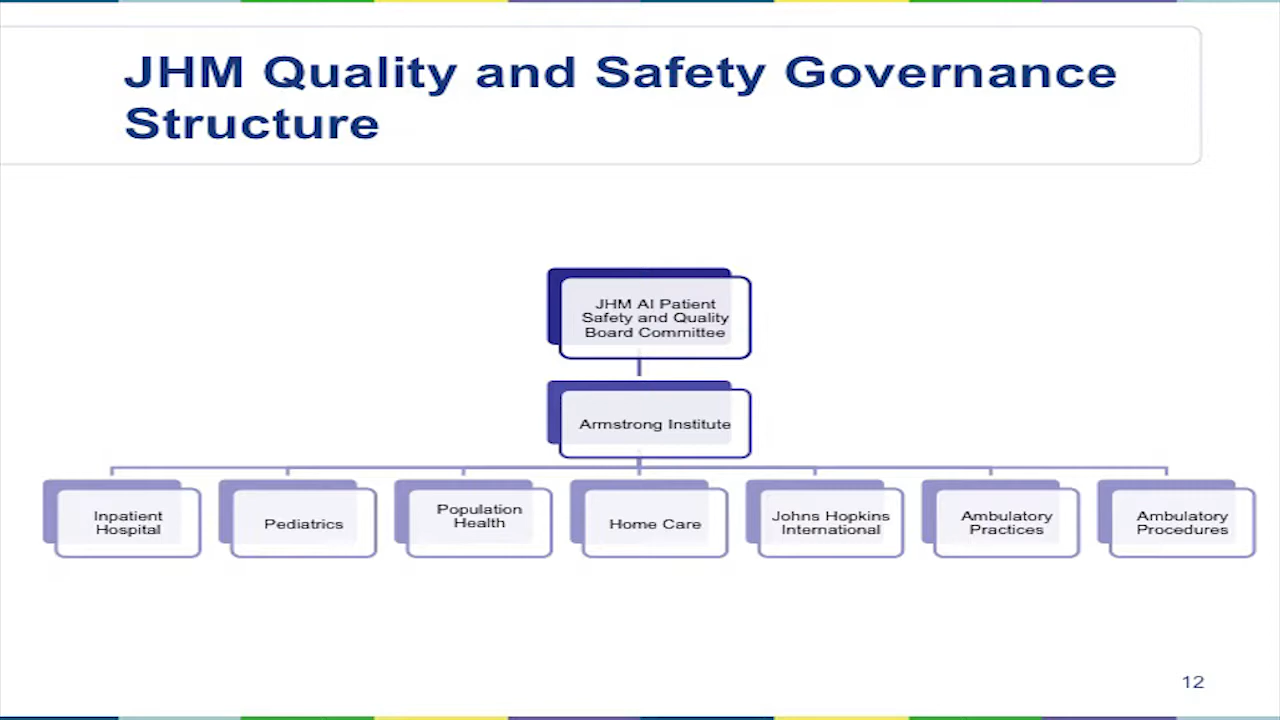 JHM Quality and Safety Governance
Structure
JHM AI Patient
Safety and Quality
Board Committee
Armstrong Institute
Inpatient
Hospital
Pediatrics
Population
Health
Home Care
Johns Hopkins
International
Ambulatory
Practices
Ambulatory
Procedures
12